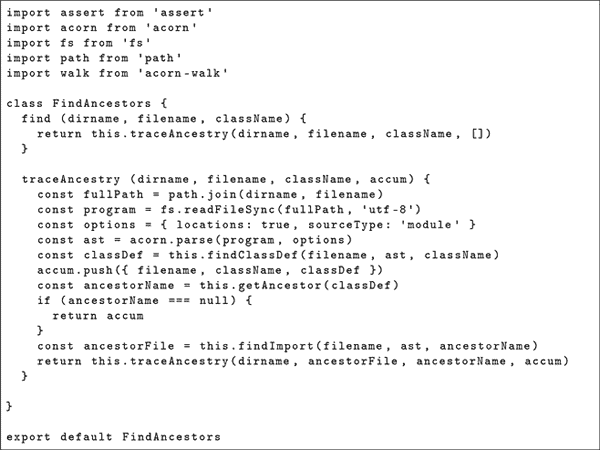 import assert from 'assert'
import acorn from 'acorn'
import fs from 'fs'
import path from 'path'
import walk from 'acorn-walk'

class FindAncestors {
  find (dirname, filename, className) {
    return this.traceAncestry(dirname, filename, className, [])
  }

  traceAncestry (dirname, filename, className, accum) {
    const fullPath = path.join(dirname, filename)
    const program = fs.readFileSync(fullPath, 'utf-8')
    const options = { locations: true, sourceType: 'module' }
    const ast = acorn.parse(program, options)
    const classDef = this.findClassDef(filename, ast, className)
    accum.push({ filename, className, classDef })
    const ancestorName = this.getAncestor(classDef)
    if (ancestorName === null) {
      return accum
    }
    const ancestorFile = this.findImport(filename, ast, ancestorName)
    return this.traceAncestry(dirname, ancestorFile, ancestorName, accum)
  }

}

export default FindAncestors